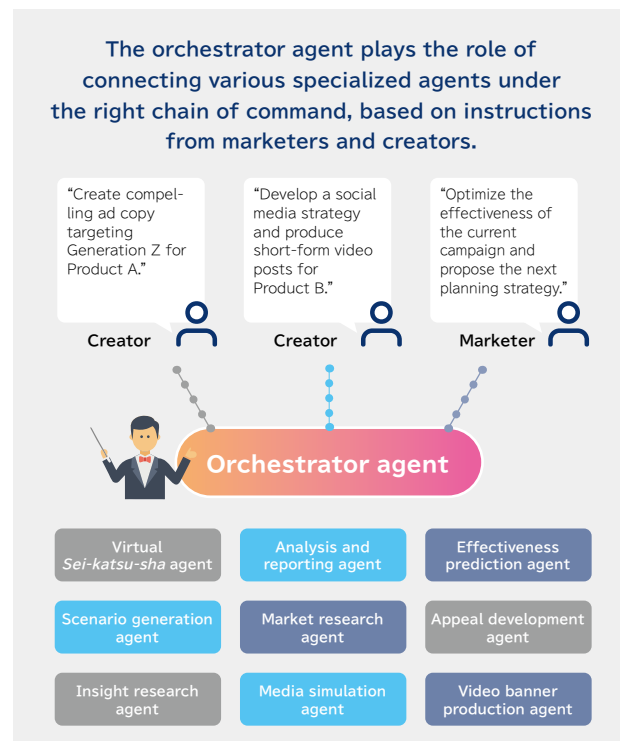 The orchestrator agent plays the role of
connecting various specialized agents under
the right chain of command, based on instructions
from marketers and creators.
“Create compel-
ling ad copy
targeting
Generation Z for
Product A.”
Creator
“Develop a social
media strategy
and produce
short-form video
posts for
Product B.”
Creator
“Optimize the
effectiveness of
the current
campaign and
propose the next
planning strategy.”
Marketer
Orchestrator agent
Virtual
Sei-katsu-sha agent
Analysis and
reporting agent
Effectiveness
prediction agent
Scenario generation
agent
Market research
agent
Appeal development
agent
Insight research
agent
Media simulation
agent
Video banner
production agent